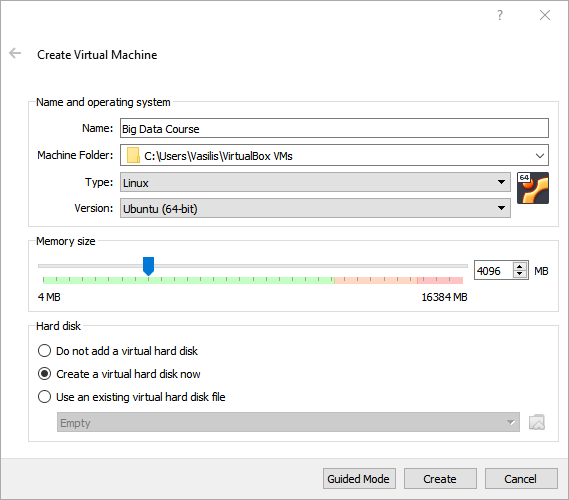 ?
Create Virtual Machine
Name and operating system
Name: Big Data Course
Machine Folder: C:\Users\Vasilis\VirtualBox VMs
Type: Linux
64
Version: Ubuntu (64-bit)
Memory size
4096 MB
4 MB 16384 MB
Hard disk
Do not add a virtual hard disk
Create a virtual hard disk now
Use an existing virtual hard disk file
Empty
Guided Mode Create Cancel